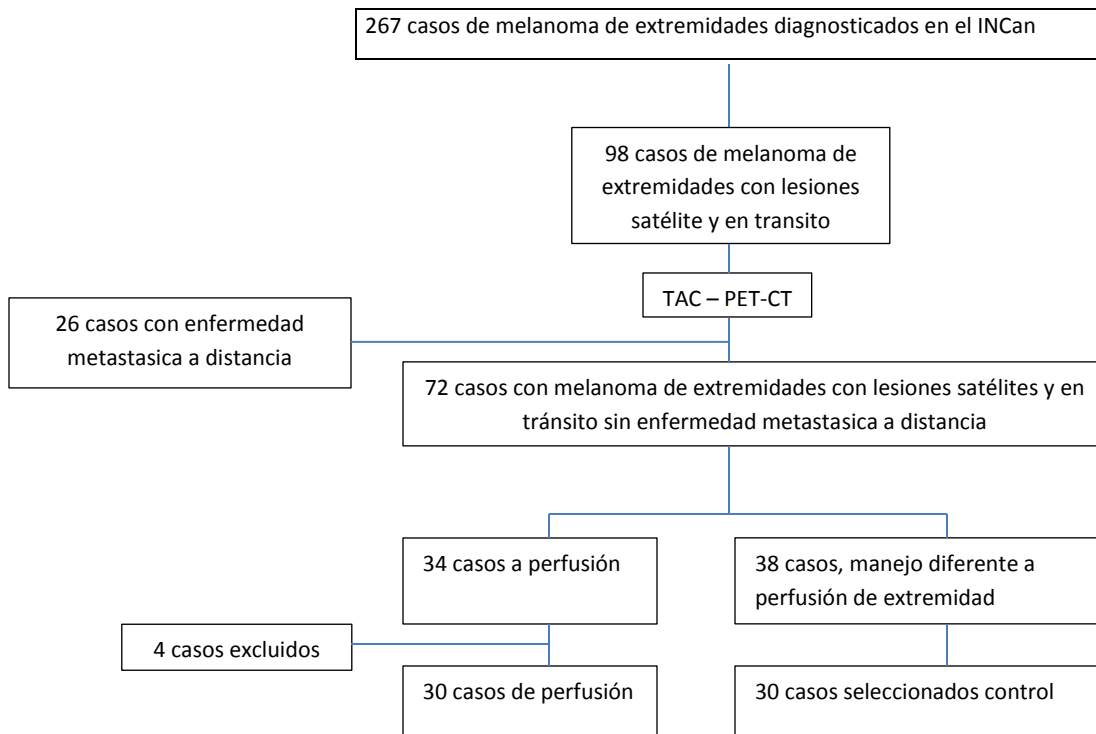 267 casos de melanoma de extremidades diagnosticados en el INCan
98 casos de melanoma de
extremidades con lesiones
satélite y en transito
TAC – PET-CT
26 casos con enfermedad
metastasica a distancia
72 casos con melanoma de extremidades con lesiones satélites y en
tránsito sin enfermedad metastasica a distancia
34 casos a perfusión
38 casos, manejo diferente a
perfusión de extremidad
4 casos excluidos
30 casos de perfusión
30 casos seleccionados control